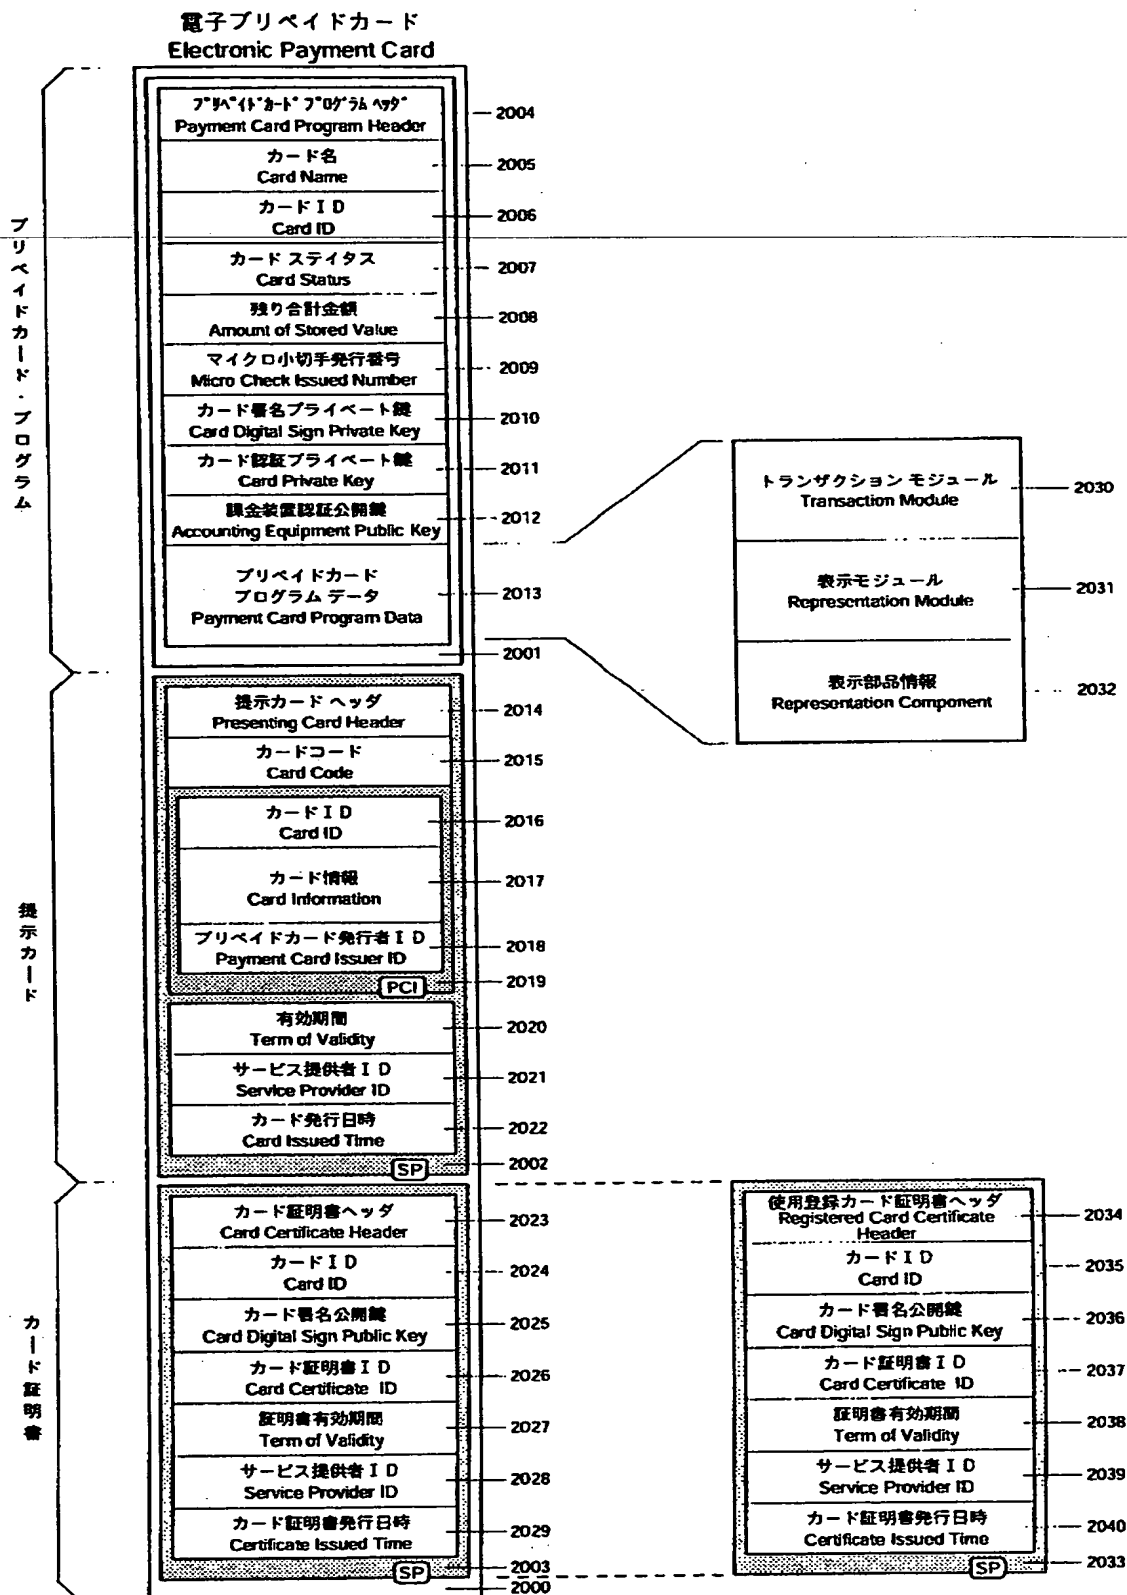 電子プリペイドカード
Electronic Payment Card
プリペイドカード・プログラム
プリペイドカード プログラム ヘッダ
Payment Card Program Header
2004
カード名
Card Name
2005
カードＩＤ
Card ID
2006
カード ステイタス
Card Status
2007
残り合計金額
Amount of Stored Value
2008
マイクロ小切手発行番号
Micro Check Issued Number
2009
カード署名プライベート鍵
Card Digital Sign Private Key
2010
カード認証プライベート鍵
Card Private Key
2011
課金装置認証公開鍵
Accounting Equipment Public Key
2012
プリペイドカード
プログラム データ
Payment Card Program Data
2013
2001
トランザクション モジュール
Transaction Module
2030
表示モジュール
Representation Module
2031
表示部品情報
Representation Component
2032
提示カード
提示カード ヘッダ
Presenting Card Header
2014
カードコード
Card Code
2015
カードＩＤ
Card ID
2016
カード情報
Card Information
2017
プリペイドカード発行者ＩＤ
Payment Card Issuer ID
2018
PCI
2019
有効期間
Term of Validity
2020
サービス提供者ＩＤ
Service Provider ID
2021
カード発行日時
Card Issued Time
2022
SP
2002
カード証明書
カード証明書ヘッダ
Card Certificate Header
2023
カードＩＤ
Card ID
2024
カード署名公開鍵
Card Digital Sign Public Key
2025
カード証明書ＩＤ
Card Certificate ID
2026
証明書有効期間
Term of Validity
2027
サービス提供者ＩＤ
Service Provider ID
2028
カード証明書発行日時
Certificate Issued Time
2029
SP
2003
2000
使用登録カード証明書ヘッダ
Registered Card Certificate
Header
2034
カードＩＤ
Card ID
2035
カード署名公開鍵
Card Digital Sign Public Key
2036
カード証明書ＩＤ
Card Certificate ID
2037
証明書有効期間
Term of Validity
2038
サービス提供者ＩＤ
Service Provider ID
2039
カード証明書発行日時
Certificate Issued Time
2040
SP
2033